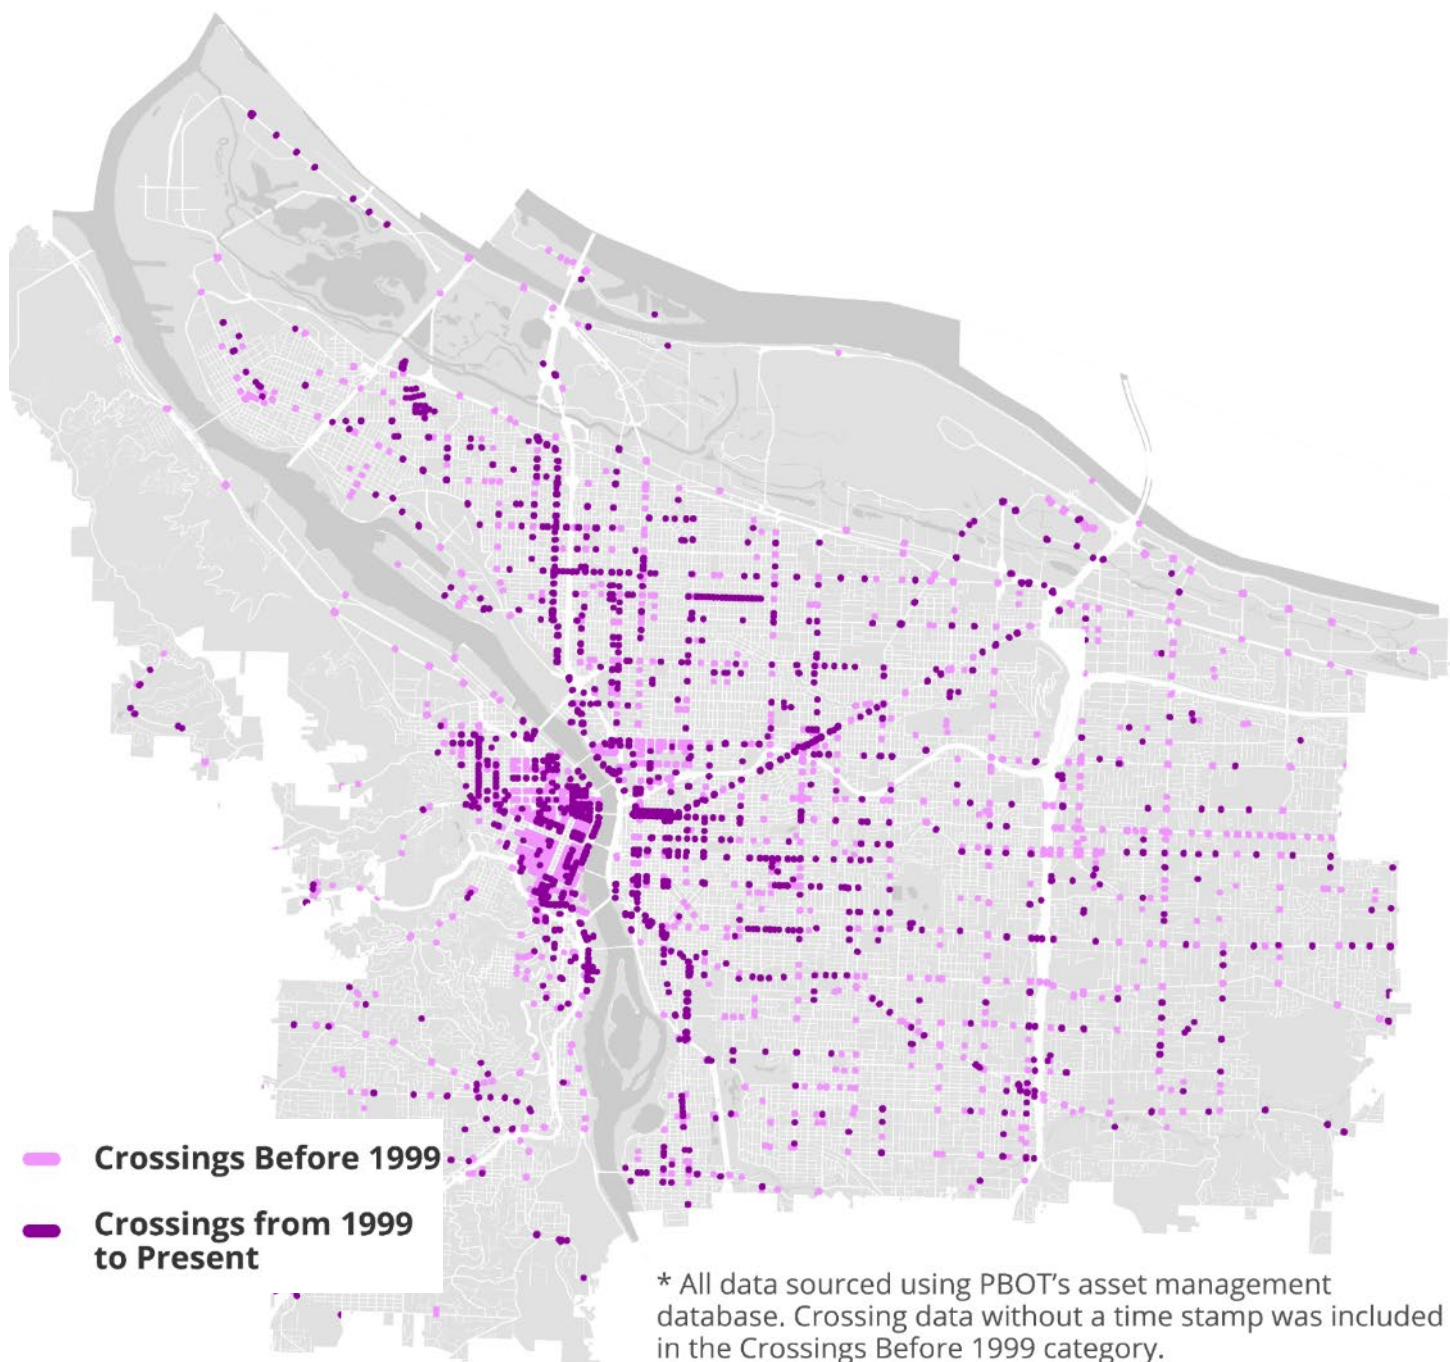 Crossings Before 1999
Crossings from 1999
to Present
* All data sourced using PBOT’s asset management
database. Crossing data without a time stamp was included
in the Crossings Before 1999 category.